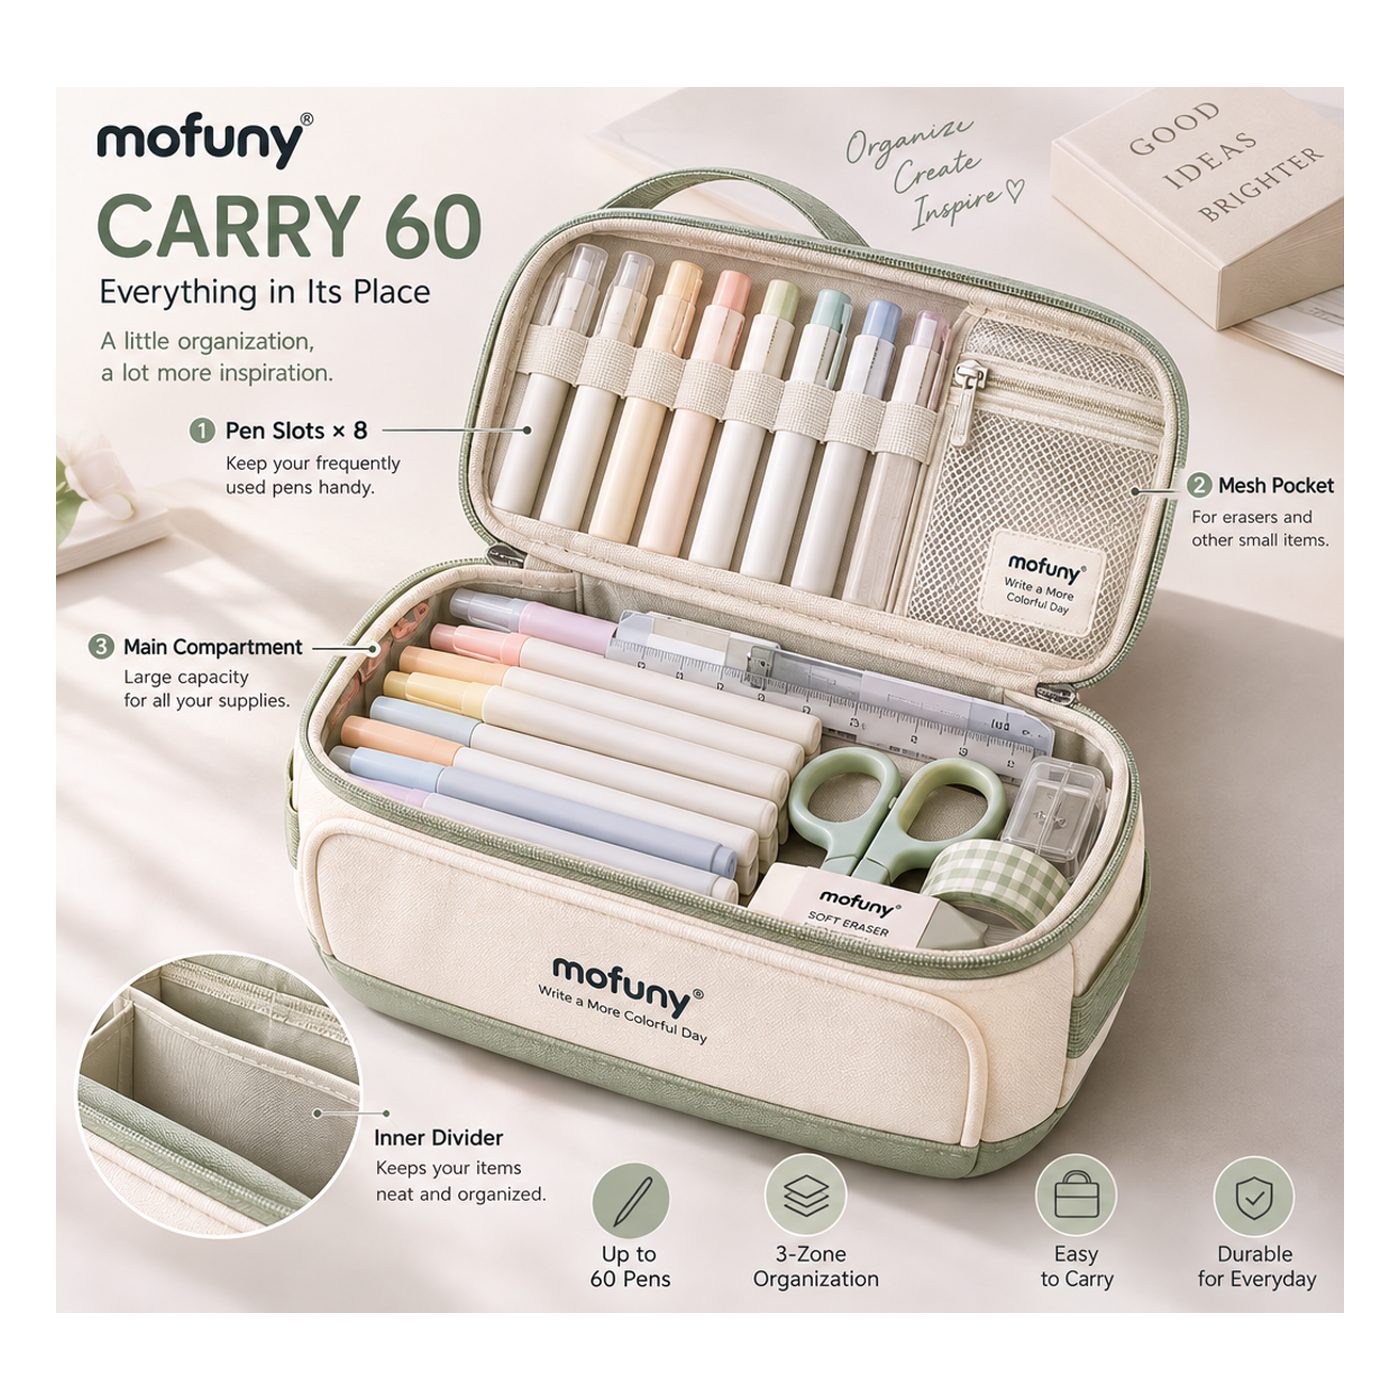 mofuny®
CARRY 60
Everything in Its Place
A little organization,
a lot more inspiration.
Organize
Create
Inspire♡
GOOD
IDEAS
BRIGHTER
1 Pen Slots × 8
Keep your frequently
used pens handy.
2 Mesh Pocket
For erasers and
other small items.
mofuny®
Write a More
Colorful Day
3 Main Compartment
Large capacity
for all your supplies.
mofuny®
SOFT ERASER
mofuny®
Write a More Colorful Day
Inner Divider
Keeps your items
neat and organized.
Up to
60 Pens
3-Zone
Organization
Easy
to Carry
Durable
for Everyday